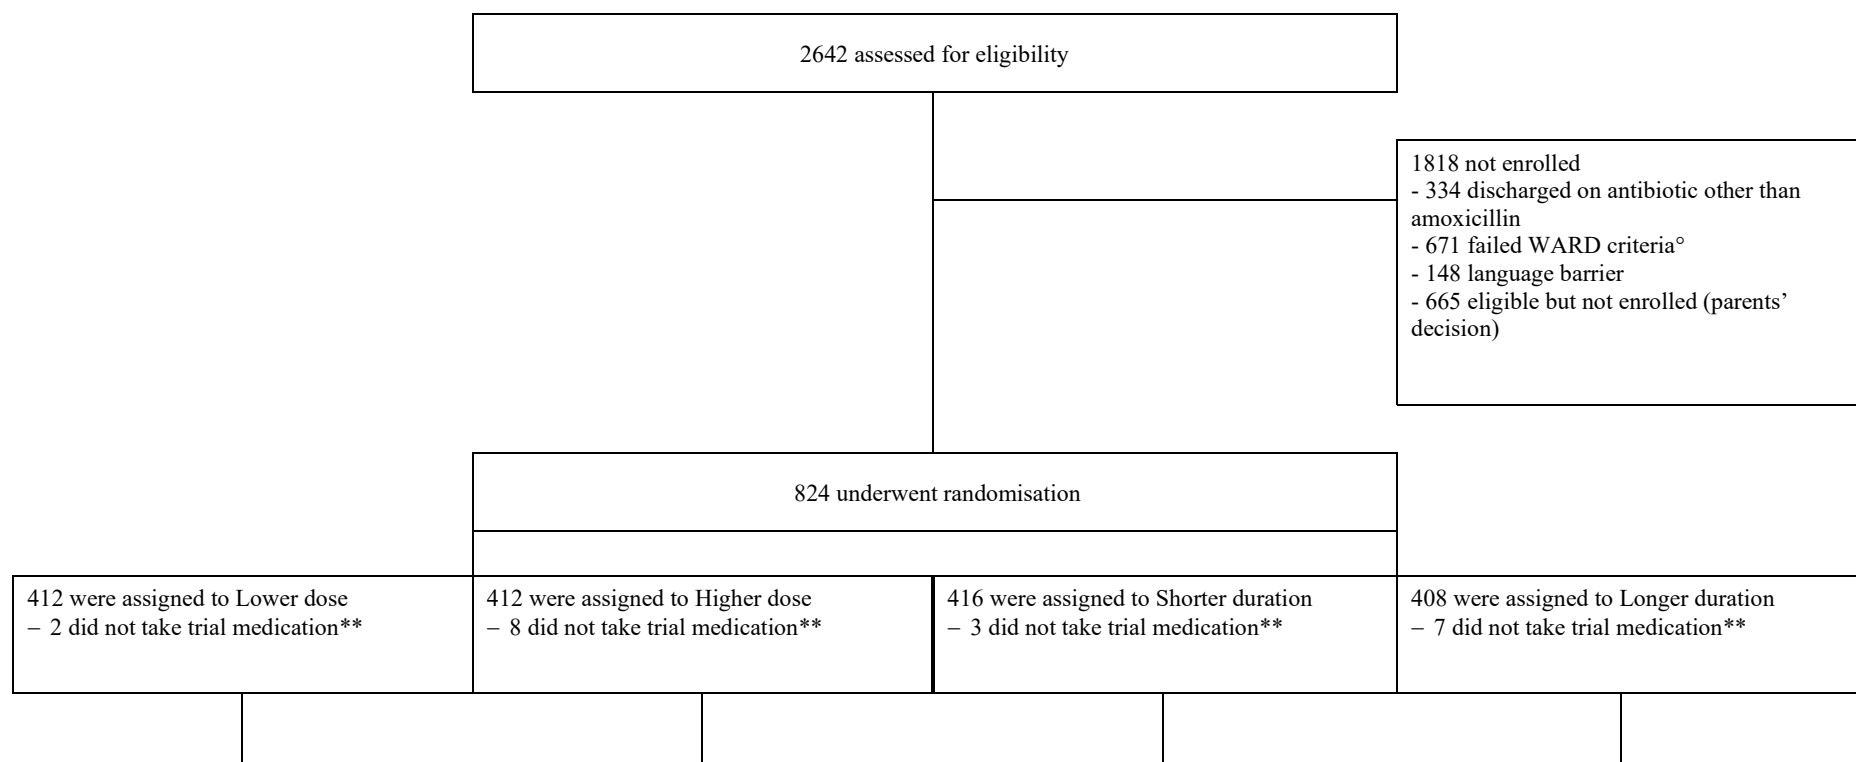 2642 assessed for eligibility
1818 not enrolled
- 334 discharged on antibiotic other than
amoxicillin
- 671 failed WARD criteria°
- 148 language barrier
- 665 eligible but not enrolled (parents’
decision)
824 underwent randomisation
412 were assigned to Lower dose
– 2 did not take trial medication**
412 were assigned to Higher dose
– 8 did not take trial medication**
416 were assigned to Shorter duration
– 3 did not take trial medication**
408 were assigned to Longer duration
– 7 did not take trial medication**